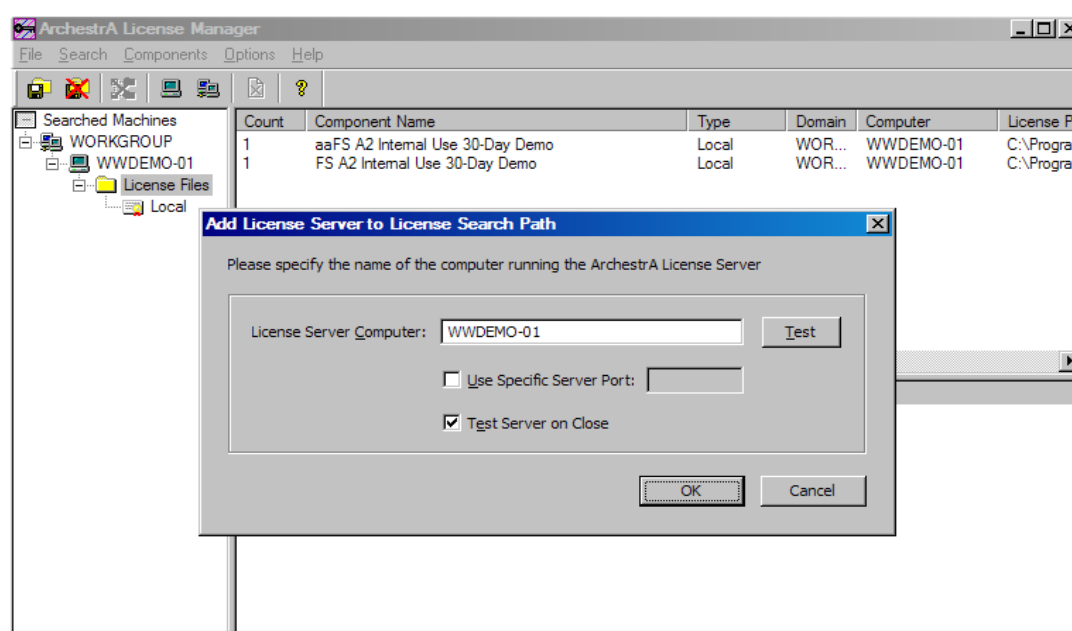 ArchestrA License Manager
File Search Components Options Help
Searched Machines
WORKGROUP
WWDEMO-01
License Files
Local
Count Component Name Type Domain Computer License P
1 aaFS A2 Internal Use 30-Day Demo Local WOR... WWDEMO-01 C:\Progra
1 FS A2 Internal Use 30-Day Demo Local WOR... WWDEMO-01 C:\Progra
Add License Server to License Search Path
Please specify the name of the computer running the ArchestrA License Server
License Server Computer: WWDEMO-01 Test
Use Specific Server Port:
Test Server on Close
OK Cancel